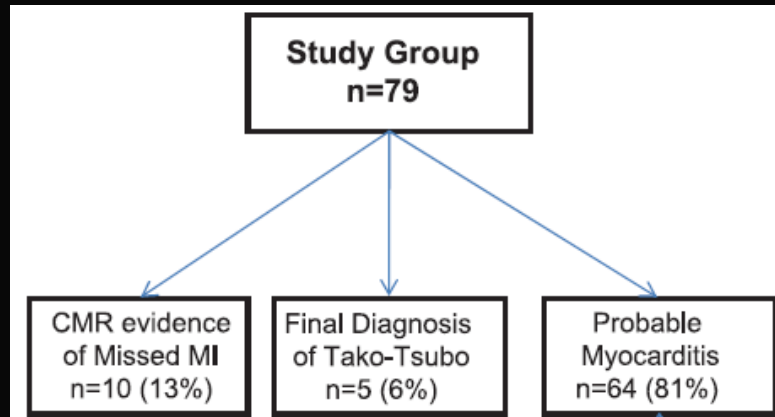 Study Group
n=79
CMR evidence
of Missed MI
n=10 (13%)
Final Diagnosis
of Tako-Tsubo
n=5 (6%)
Probable
Myocarditis
n=64 (81%)